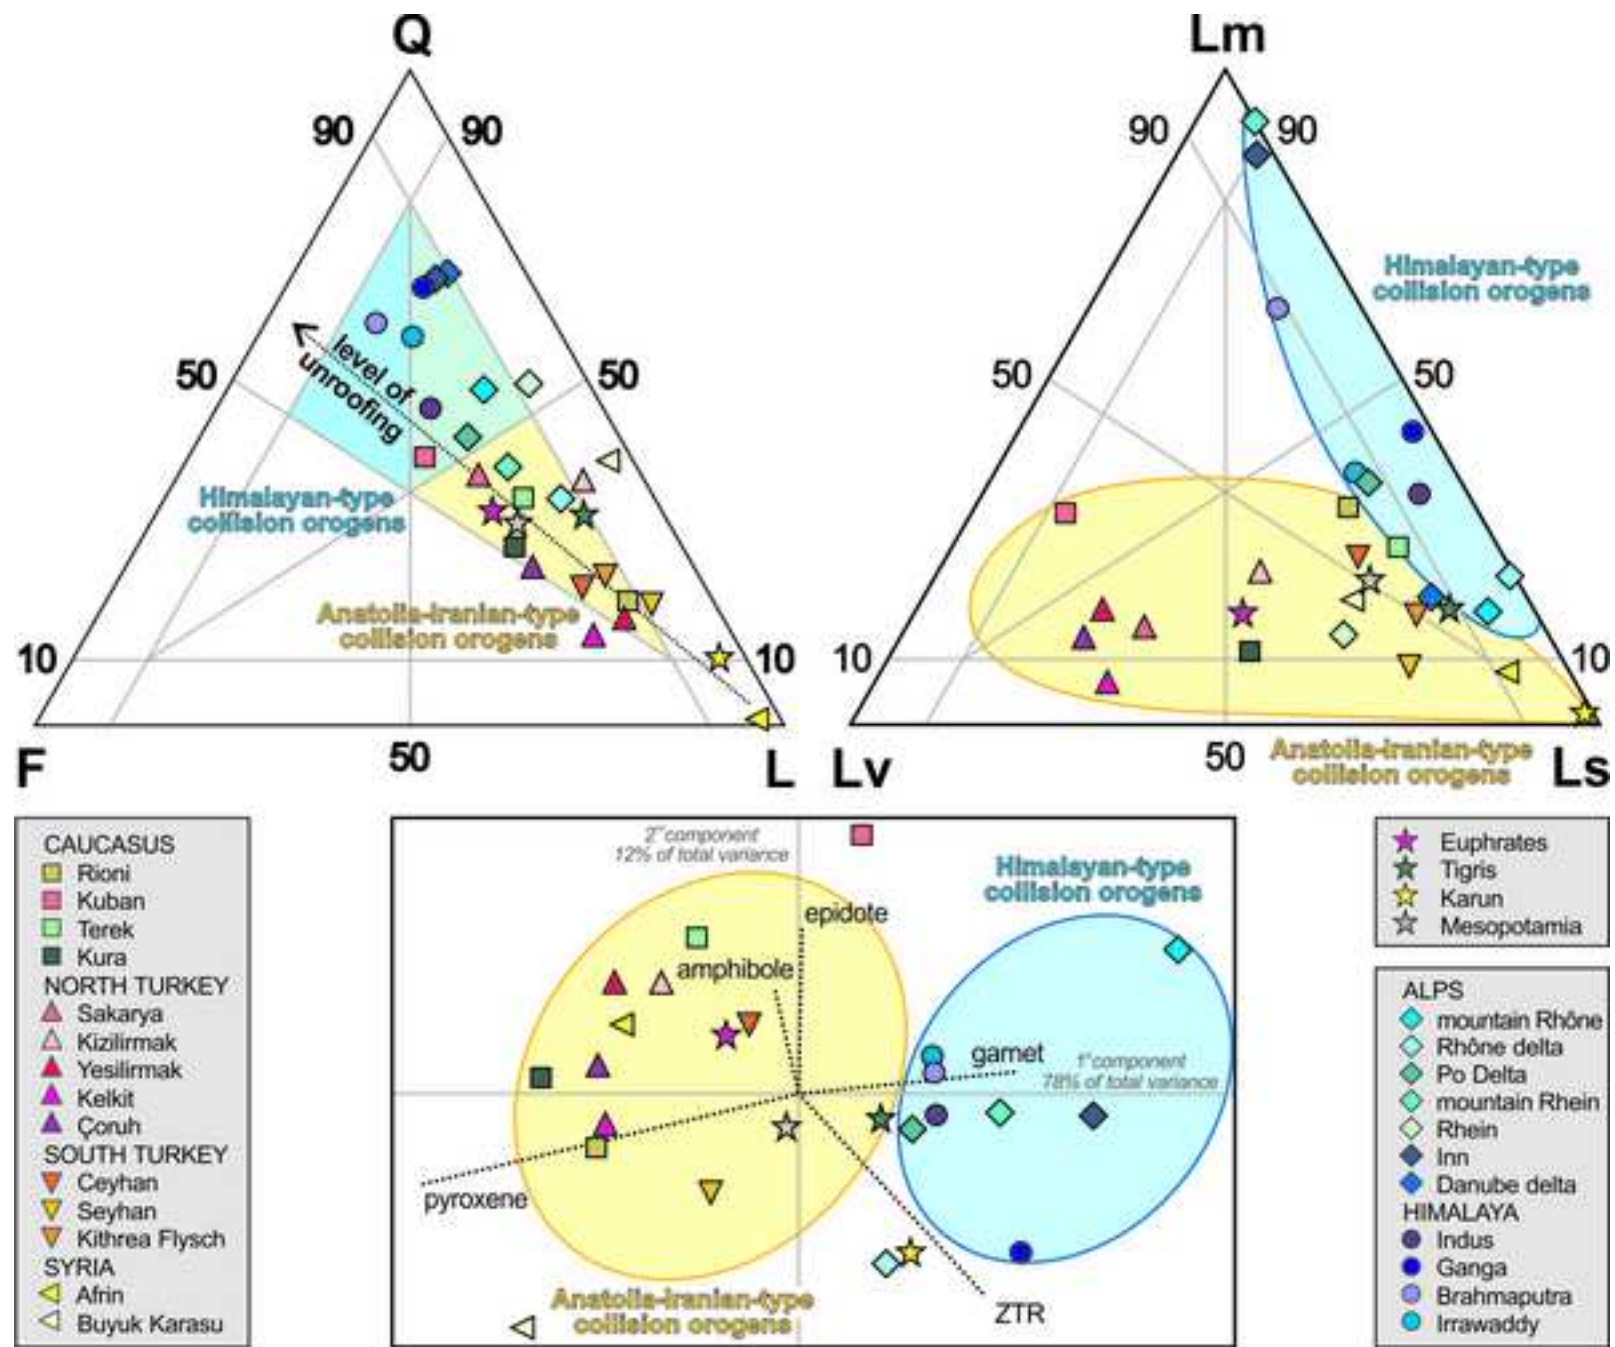 Q
Lm
90
90
90
90
Himalayan-type
collision orogens
level of
unroofing
50
50
50
50
Himalayan-type
collision orogens
Anatolia-Iranian-type
collision orogens
10
10
10
10
F
50
L
Lv
50
Anatolia-Iranian-type
collision orogens
Ls
CAUCASUS
Rioni
Kuban
Terek
Kura
NORTH TURKEY
Sakarya
Kizilirmak
Yesilirmak
Kelkit
Çoruh
SOUTH TURKEY
Ceyhan
Seyhan
Kithrea Flysch
SYRIA
Afrin
Buyuk Karasu
component
12% of total variance
Himalayan-type
collision orogens
epidote
amphibole
garnet
component
78% of total variance
pyroxene
Anatolia-Iranian-type
collision orogens
ZTR
Euphrates
Tigris
Karun
Mesopotamia
ALPS
mountain Rhône
Rhône delta
Po Delta
mountain Rhein
Rhein
Inn
Danube delta
HIMALAYA
Indus
Ganga
Brahmaputra
Irrawaddy